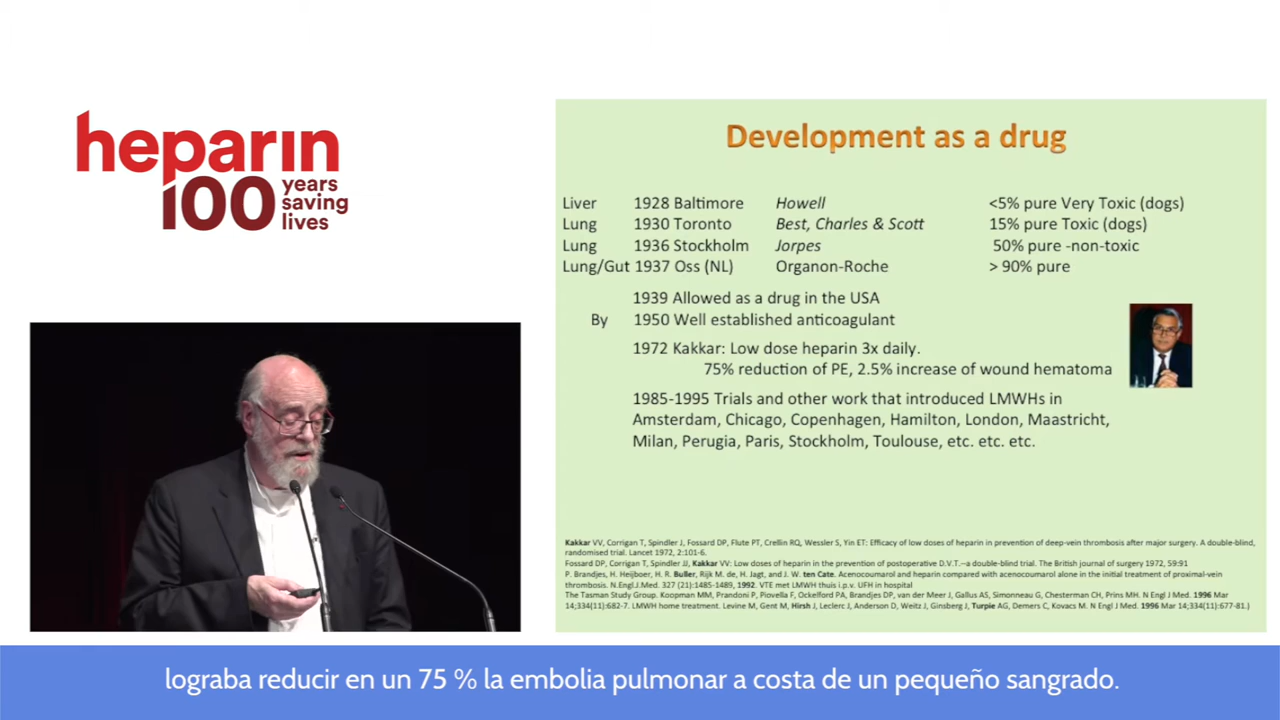 heparin
100 years
saving
lives
Development as a drug
Liver 1928 Baltimore Howell <5% pure Very Toxic (dogs)
Lung 1930 Toronto Best, Charles & Scott 15% pure Toxic (dogs)
Lung 1936 Stockholm Jorpes 50% pure -non-toxic
Lung/Gut 1937 Oss (NL) Organon-Roche > 90% pure
1939 Allowed as a drug in the USA
By 1950 Well established anticoagulant
1972 Kakkar: Low dose heparin 3x daily.
75% reduction of PE, 2.5% increase of wound hematoma
1985-1995 Trials and other work that introduced LMWHs in
Amsterdam, Chicago, Copenhagen, Hamilton, London, Maastricht,
Milan, Perugia, Paris, Stockholm, Toulouse, etc. etc. etc.
Kakkar VV, Corrigan T, Spindler J, Fossard DP, Flute PT, Crellin RQ, Wessler S, Yin ET: Efficacy of low doses of heparin in prevention of deep-vein thrombosis after major surgery. A double-blind,
randomised trial. Lancet 1972, 2:101-6.
Fossard DP, Corrigan T, Spindler JJ, Kakkar VV: Low doses of heparin in the prevention of postoperative D.V.T.–a double-blind trial. The British journal of surgery 1972, 59:91
P. Brandjes, H. Heijboer, H. R. Buller, Rijk M. de, H. Jagt, and J. W. ten Cate. Acenocoumarol and heparin compared with acenocoumarol alone in the initial treatment of proximal-vein
thrombosis. N.Engl.J.Med. 327 (21):1485-1489, 1992. VTE met LMWH thuis i.p.v. UFH in hospital
The Tasman Study Group. Koopman MM, Prandoni P, Piovella F, Ockelford PA, Brandjes DP, van der Meer J, Gallus AS, Simonneau G, Chesterman CH, Prins MH. N Engl J Med. 1996 Mar
14;334(11):682-7. LMWH home treatment. Levine M, Gent M, Hirsh J, Leclerc J, Anderson D, Weitz J, Ginsberg J, Turpie AG, Demers C, Kovacs M. N Engl J Med. 1996 Mar 14;334(11):677-81.)
lograba reducir en un 75 % la embolia pulmonar a costa de un pequeño sangrado.